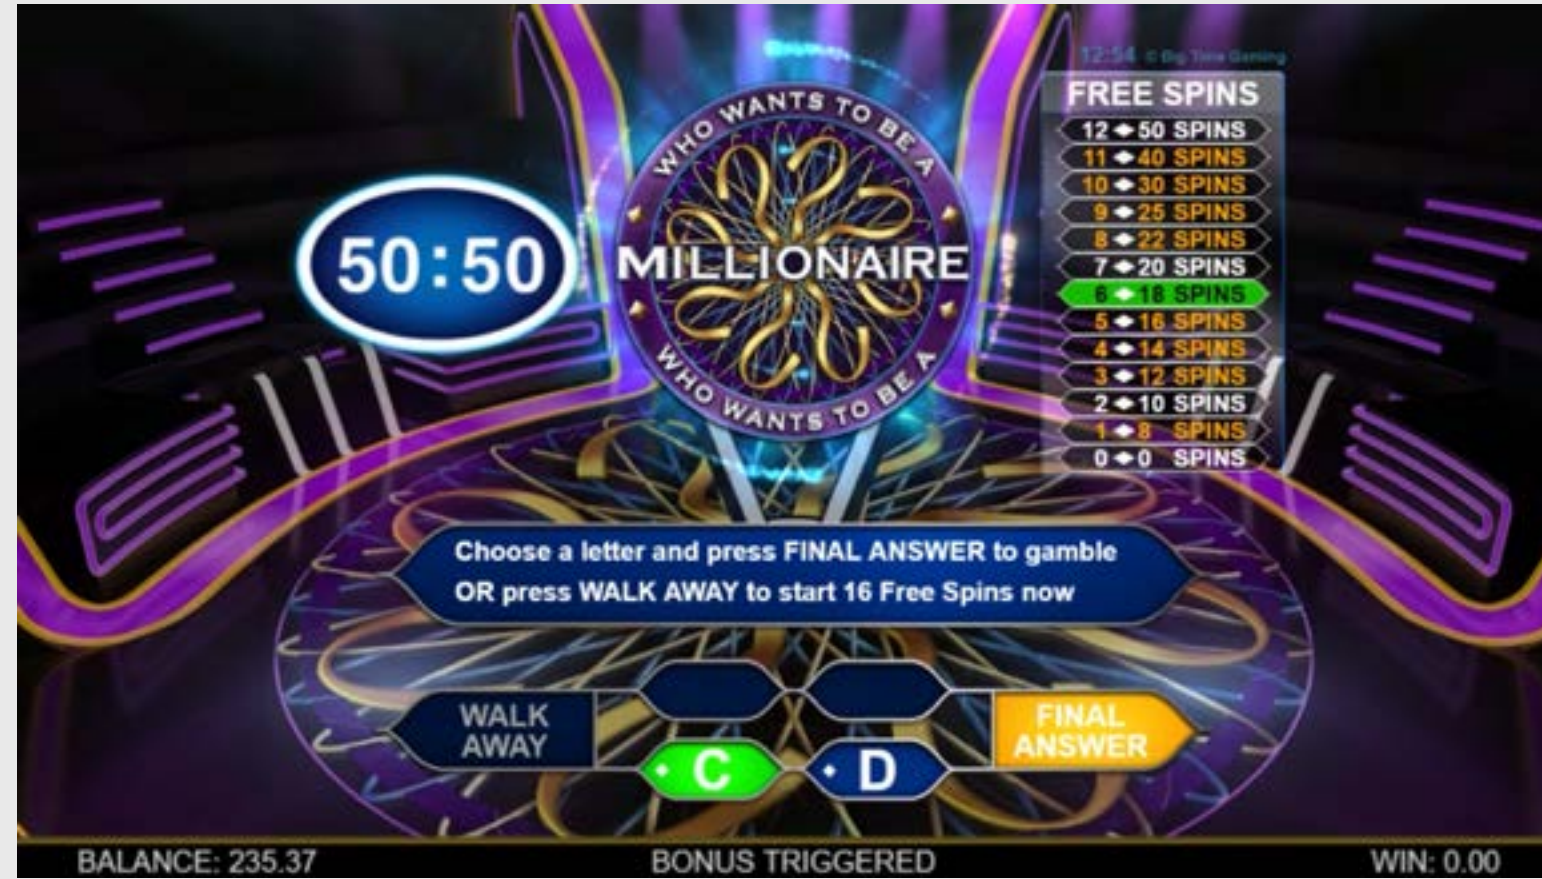 12:54 © Big Time Gaming
FREE SPINS
12 ◆ 50 SPINS
11 ◆ 40 SPINS
10 ◆ 30 SPINS
9 ◆ 25 SPINS
8 ◆ 22 SPINS
7 ◆ 20 SPINS
6 ◆ 18 SPINS
5 ◆ 16 SPINS
4 ◆ 14 SPINS
3 ◆ 12 SPINS
2 ◆ 10 SPINS
1 ◆ 8 SPINS
0 ◆ 0 SPINS
WHO WANTS TO BE A
MILLIONAIRE
WHO WANTS TO BE A
50:50
Choose a letter and press FINAL ANSWER to gamble
OR press WALK AWAY to start 16 Free Spins now
WALK
AWAY
C
D
FINAL
ANSWER
BALANCE: 235.37
BONUS TRIGGERED
WIN: 0.00